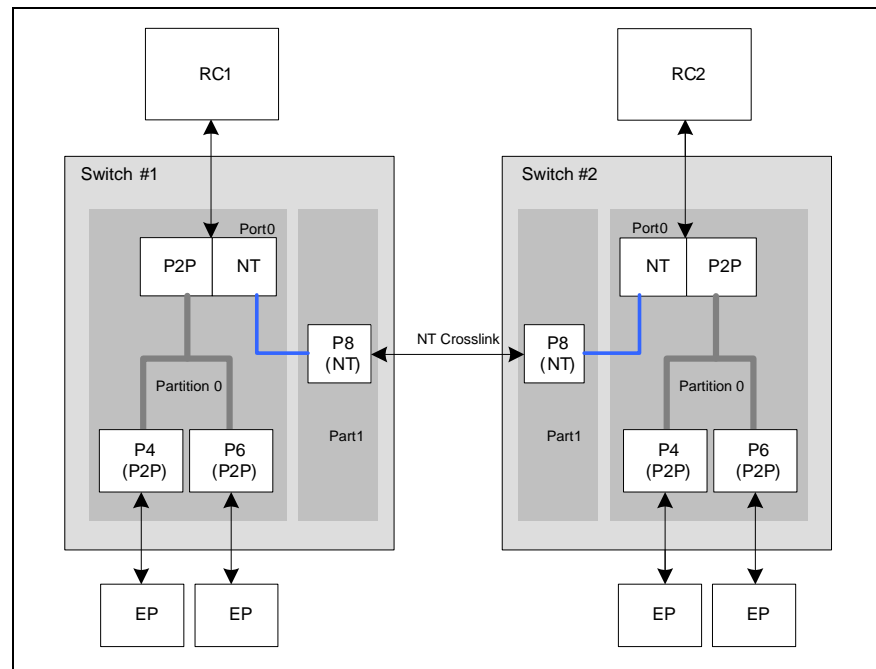 RC1
RC2
Switch #1
Switch #2
Port0
P2P
NT
Port0
NT
P2P
P8
(NT)
NT Crosslink
P8
(NT)
Partition 0
Part1
Part1
Partition 0
P4
(P2P)
P6
(P2P)
P4
(P2P)
P6
(P2P)
EP
EP
EP
EP